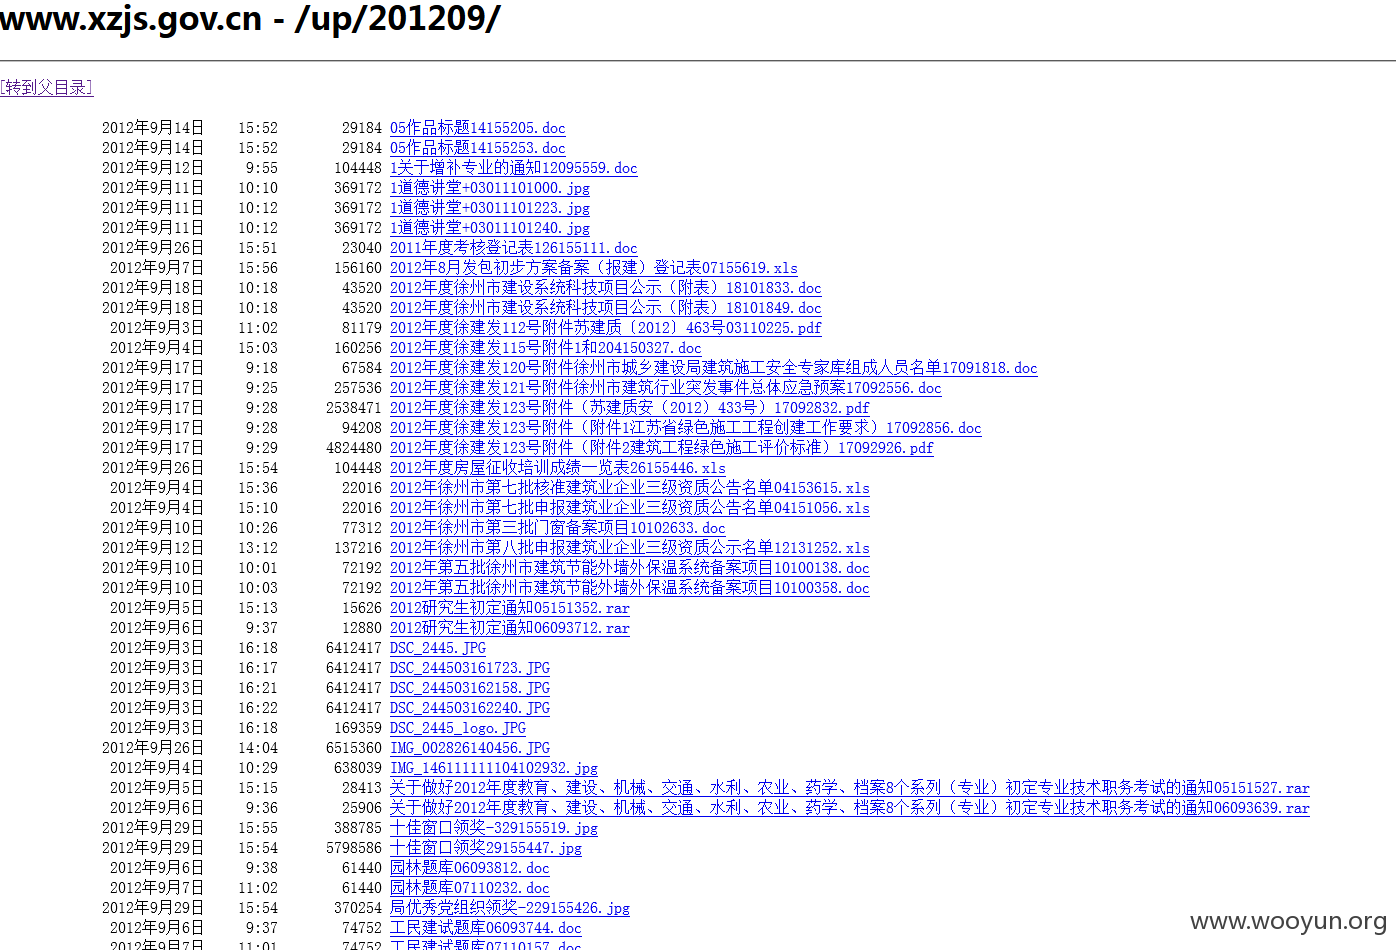 www.xzjs.gov.cn - /up/201209/
[转到父目录]
2012年9月14日 15:52 29184 05作品标题14155205.doc
2012年9月14日 15:52 29184 05作品标题14155253.doc
2012年9月12日 9:55 104448 1关于增补专业的通知12095559.doc
2012年9月11日 10:10 369172 1道德讲堂+03011101000.jpg
2012年9月11日 10:12 369172 1道德讲堂+03011101223.jpg
2012年9月11日 10:12 369172 1道德讲堂+03011101240.jpg
2012年9月26日 15:51 23040 2011年度考核登记表126155111.doc
2012年9月7日 15:56 156160 2012年8月发包初步方案备案（报建）登记表07155619.xls
2012年9月18日 10:18 43520 2012年度徐州市建设系统科技项目公示（附表）18101833.doc
2012年9月18日 10:18 43520 2012年度徐州市建设系统科技项目公示（附表）18101849.doc
2012年9月3日 11:02 81179 2012年度徐建发112号附件苏建质〔2012〕463号03110225.pdf
2012年9月4日 15:03 160256 2012年度徐建发115号附件1和204150327.doc
2012年9月17日 9:18 67584 2012年度徐建发120号附件徐州市城乡建设局建筑施工安全专家库组成人员名单17091818.doc
2012年9月17日 9:25 257536 2012年度徐建发121号附件徐州市建筑行业突发事件总体应急预案17092556.doc
2012年9月17日 9:28 2538471 2012年度徐建发123号附件（苏建质安（2012）433号）17092832.pdf
2012年9月17日 9:28 94208 2012年度徐建发123号附件（附件1江苏省绿色施工工程创建工作要求）17092856.doc
2012年9月17日 9:29 4824480 2012年度徐建发123号附件（附件2建筑工程绿色施工评价标准）17092926.pdf
2012年9月26日 15:54 104448 2012年度房屋征收培训成绩一览表26155446.xls
2012年9月4日 15:36 22016 2012年徐州市第七批核准建筑业企业三级资质公告名单04153615.xls
2012年9月4日 15:10 22016 2012年徐州市第七批申报建筑业企业三级资质公告名单04151056.xls
2012年9月10日 10:26 77312 2012年徐州市第三批门窗备案项目10102633.doc
2012年9月12日 13:12 137216 2012年徐州市第八批申报建筑业企业三级资质公示名单12131252.xls
2012年9月10日 10:01 72192 2012年第五批徐州市建筑节能外墙外保温系统备案项目10100138.doc
2012年9月10日 10:03 72192 2012年第五批徐州市建筑节能外墙外保温系统备案项目10100358.doc
2012年9月5日 15:13 15626 2012研究生初定通知05151352.rar
2012年9月6日 9:37 12880 2012研究生初定通知06093712.rar
2012年9月3日 16:18 6412417 DSC_2445.JPG
2012年9月3日 16:17 6412417 DSC_244503161723.JPG
2012年9月3日 16:21 6412417 DSC_244503162158.JPG
2012年9月3日 16:22 6412417 DSC_244503162240.JPG
2012年9月3日 16:18 169359 DSC_2445_logo.JPG
2012年9月26日 14:04 6515360 IMG_002826140456.JPG
2012年9月4日 10:29 638039 IMG_146111111104102932.jpg
2012年9月5日 15:15 28413 关于做好2012年度教育、建设、机械、交通、水利、农业、药学、档案8个系列（专业）初定专业技术职务考试的通知05151527.rar
2012年9月6日 9:36 25906 关于做好2012年度教育、建设、机械、交通、水利、农业、药学、档案8个系列（专业）初定专业技术职务考试的通知06093639.rar
2012年9月29日 15:55 388785 十佳窗口领奖-329155519.jpg
2012年9月29日 15:54 5798586 十佳窗口领奖29155447.jpg
2012年9月6日 9:38 61440 园林题库06093812.doc
2012年9月7日 11:02 61440 园林题库07110232.doc
2012年9月29日 15:54 370254 局优秀党组织领奖-229155426.jpg
2012年9月6日 9:37 74752 工民建试题库06093744.doc
2012年9月7日 11:01 74752 工民建试题库07110157.doc
www.wooyun.org